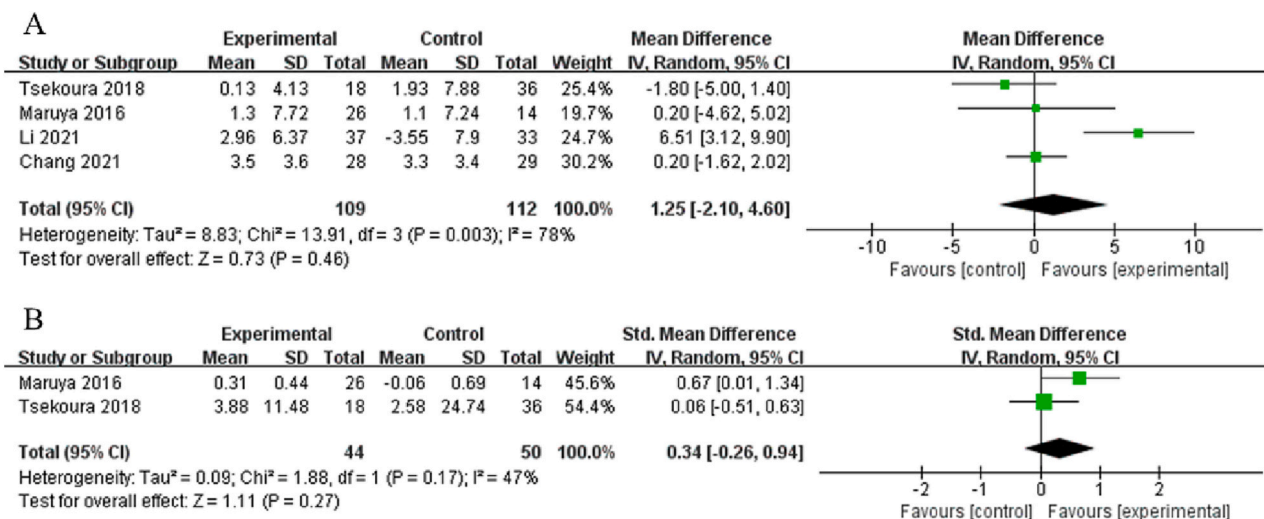 A
Experimental Control Mean Difference Mean Difference
Study or Subgroup Mean SD Total Mean SD Total Weight IV, Random, 95% CI IV, Random, 95% CI
Tsekoura 2018 0.13 4.13 18 1.93 7.88 36 25.4% -1.80 [-5.00, 1.40]
Maruya 2016 1.3 7.72 26 1.1 7.24 14 19.7% 0.20 [-4.62, 5.02]
Li 2021 2.96 6.37 37 -3.55 7.9 33 24.7% 6.51 [3.12, 9.90]
Chang 2021 3.5 3.6 28 3.3 3.4 29 30.2% 0.20 [-1.62, 2.02]
Total (95% CI) 109 112 100.0% 1.25 [-2.10, 4.60]
Heterogeneity: Tau² = 8.83; Chi² = 13.91, df = 3 (P = 0.003); I² = 78%
Test for overall effect: Z = 0.73 (P = 0.46)
-10 -5 0 5 10
Favours [control] Favours [experimental]
B
Experimental Control Std. Mean Difference Std. Mean Difference
Study or Subgroup Mean SD Total Mean SD Total Weight IV, Random, 95% CI IV, Random, 95% CI
Maruya 2016 0.31 0.44 26 -0.06 0.69 14 45.6% 0.67 [0.01, 1.34]
Tsekoura 2018 3.88 11.48 18 2.58 24.74 36 54.4% 0.06 [-0.51, 0.63]
Total (95% CI) 44 50 100.0% 0.34 [-0.26, 0.94]
Heterogeneity: Tau² = 0.09; Chi² = 1.88, df = 1 (P = 0.17); I² = 47%
Test for overall effect: Z = 1.11 (P = 0.27)
-2 -1 0 1 2
Favours [control] Favours [experimental]